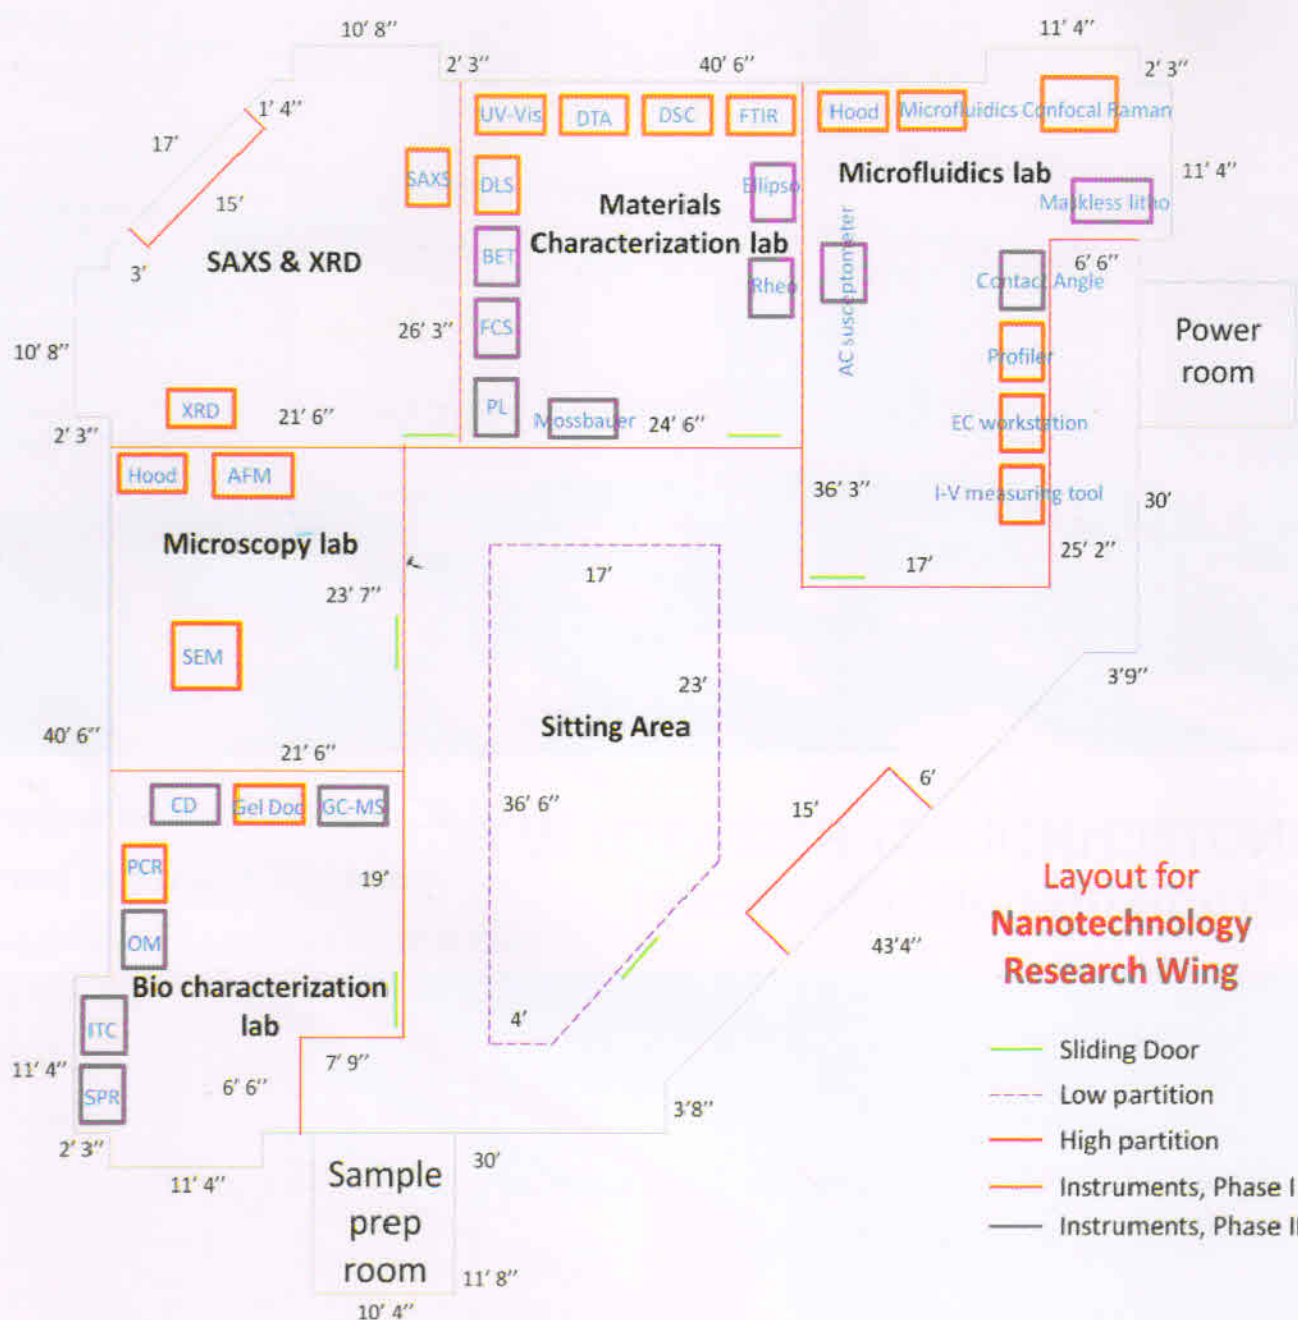 10' 8"
11' 4"
2' 3"
40' 6"
2' 3"
1' 4"
UV-Vis
DTA
DSC
FTIR
Hood
Microfluidics
Confocal Raman
17'
SAXS
DLS
Ellipso
Microfluidics lab
11' 4"
15'
Materials
Characterization lab
Maskless litho
SAXS & XRD
BET
3'
Rheo
AC susceptometer
6' 6"
Contact Angle
26' 3"
FCS
Power
room
10' 8"
Profiler
XRD
21' 6"
PL
Mossbauer
24' 6"
EC workstation
2' 3"
Hood
AFM
36' 3"
I-V measuring tool
30'
Microscopy lab
25' 2"
17'
17'
23' 7"
SEM
23'
3'9"
Sitting Area
40' 6"
21' 6"
6'
CD
Gel Doc
GC-MS
36' 6"
15'
PCR
19'
Layout for
Nanotechnology
Research Wing
OM
43'4"
Bio characterization
lab
ITC
4'
Sliding Door
11' 4"
7' 9"
6' 6"
SPR
3'8"
Low partition
High partition
2' 3"
30'
11' 4"
Sample
prep
room
Instruments, Phase I
Instruments, Phase II
11' 8"
10' 4"